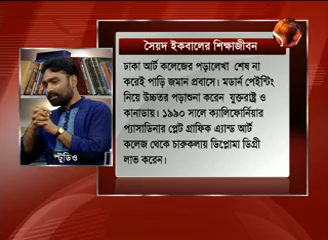 সৈয়দ ইকবালের শিক্ষাজীবন
ঢাকা আর্ট কলেজের পড়ালেখা শেষ না
করেই পাড়ি জমান প্রবাসে। মডার্ন পেইন্টিং
নিয়ে উচ্চতর পড়াশুনা করেন যুক্তরাষ্ট্র ও
কানাডায়। ১৯৯০ সালে ক্যালিফোর্নিয়ার
প্যাসাডিনার প্লেট গ্রাফিক এ্যান্ড আর্ট
কলেজ থেকে চারুকলায় ডিপ্লোমা ডিগ্রী
লাভ করেন।
স্টুডিও